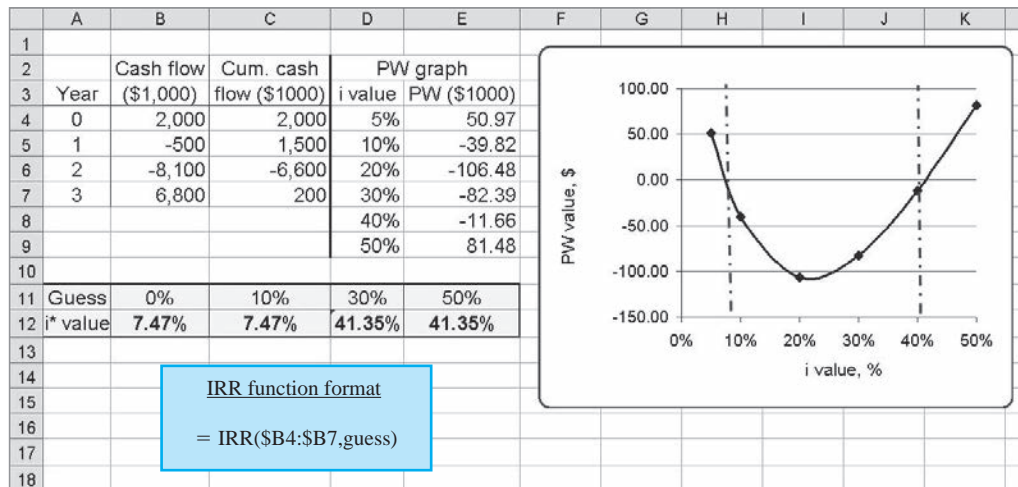 A B C D E F G H I J K
1
2 Cash flow Cum. cash PW graph
3 Year ($1,000) flow ($1000) i value PW ($1000)
4 0 2,000 2,000 5% 50.97
5 1 -500 1,500 10% -39.82
6 2 -8,100 -6,600 20% -106.48
7 3 6,800 200 30% -82.39
8 40% -11.66
9 50% 81.48
10
11 Guess 0% 10% 30% 50%
12 i* value 7.47% 7.47% 41.35% 41.35%
13
14
15
16
17
18
IRR function format
= IRR($B4:$B7,guess)
PW value, $
100.00
50.00
0.00
-50.00
-100.00
-150.00
0% 10% 20% 30% 40% 50%
i value, %